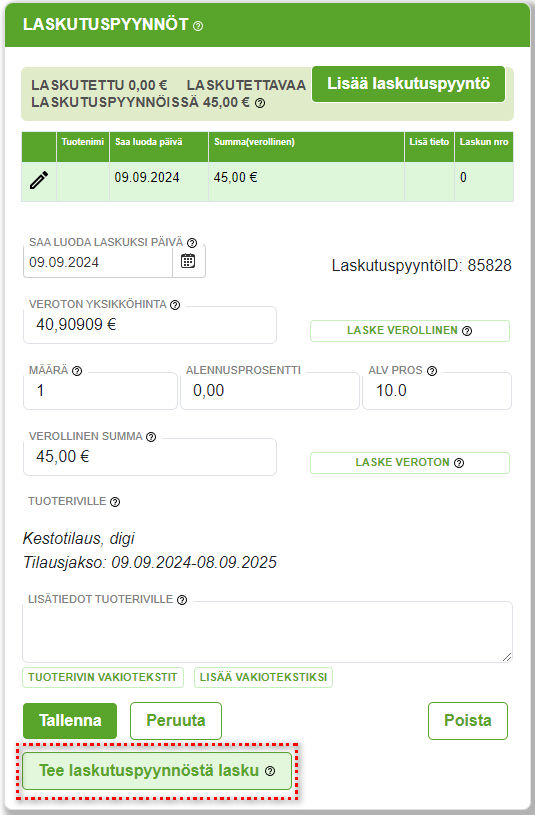 LASKUTUSPYYNNÖT ?
LASKUTETTU 0,00 € LASKUTETTAVAA
LASKUTUSPYYNNÖISSÄ 45,00 € ?
Lisää laskutuspyyntö
Tuotenimi Saa luoda päivä Summa(verollinen) Lisä tieto Laskun nro
09.09.2024 45,00 € 0
SAA LUODA LASKUKSI PÄIVÄ ?
09.09.2024
LaskutuspyyntöID: 85828
VEROTON YKSIKKÖHINTA ?
40,90909 €
LASKE VEROLLINEN ?
MÄÄRÄ ? ALENNUSPROSENTTI ALV PROS ?
1 0,00 10.0
VEROLLINEN SUMMA ?
45,00 €
LASKE VEROTON ?
TUOTERIVILLE ?
Kestotilaus, digi
Tilausjakso: 09.09.2024-08.09.2025
LISÄTIEDOT TUOTERIVILLE ?
TUOTERIVIN VAKIOTEKSTIT LISÄÄ VAKIOTEKSTIKSI
Tallenna Peruuta Poista
Tee laskutuspyynnöstä lasku ?